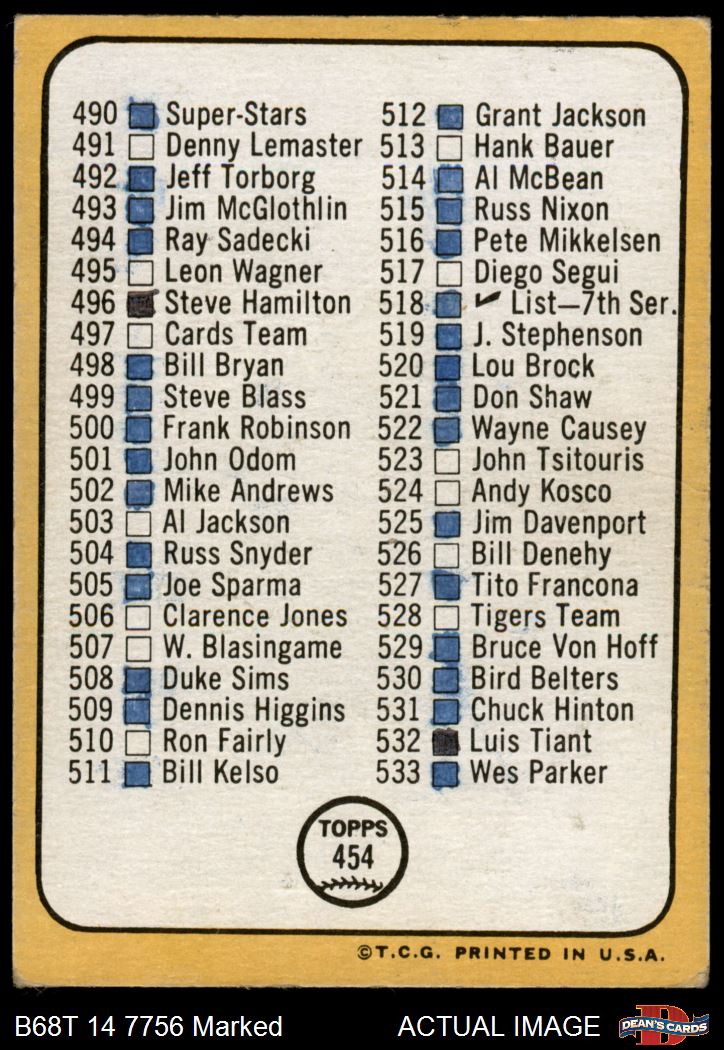 490 Super-Stars
491 Denny Lemaster
492 Jeff Torborg
493 Jim McGlothlin
494 Ray Sadecki
495 Leon Wagner
496 Steve Hamilton
497 Cards Team
498 Bill Bryan
499 Steve Blass
500 Frank Robinson
501 John Odom
502 Mike Andrews
503 Al Jackson
504 Russ Snyder
505 Joe Sparma
506 Clarence Jones
507 W. Blasingame
508 Duke Sims
509 Dennis Higgins
510 Ron Fairly
511 Bill Kelso
512 Grant Jackson
513 Hank Bauer
514 Al McBean
515 Russ Nixon
516 Pete Mikkelsen
517 Diego Segui
518 ✓ List—7th Ser.
519 J. Stephenson
520 Lou Brock
521 Don Shaw
522 Wayne Causey
523 John Tsitouris
524 Andy Kosco
525 Jim Davenport
526 Bill Denehy
527 Tito Francona
528 Tigers Team
529 Bruce Von Hoff
530 Bird Belters
531 Chuck Hinton
532 Luis Tiant
533 Wes Parker
TOPPS
454
©T.C.G. PRINTED IN U.S.A.
B68T 14 7756 Marked
ACTUAL IMAGE
D
DEAN'S CARDS